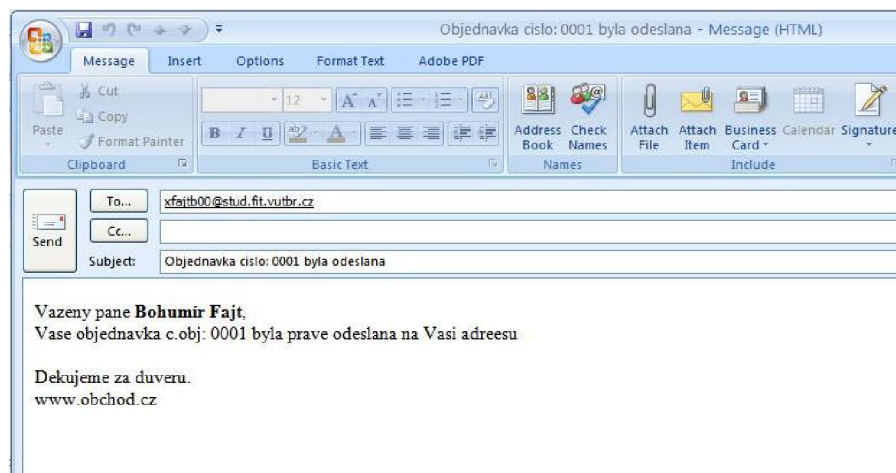 Objednavka cislo: 0001 byla odeslana - Message (HTML)
Message Insert Options Format Text Adobe PDF
Paste
Cut
Copy
Format Painter
Clipboard
12
Basic Text
Address Book
Check Names
Names
Attach File
Attach Item
Business Card
Calendar
Signature
Include
To...
xfajtb00@stud.fit.vutbr.cz
Cc...
Send
Subject:
Objednavka cislo: 0001 byla odeslana
Vazeny pane Bohumir Fajt,
Vase objednavka c.obj: 0001 byla prave odeslana na Vasi adreesu
Dekujeme za duveru.
www.obchod.cz